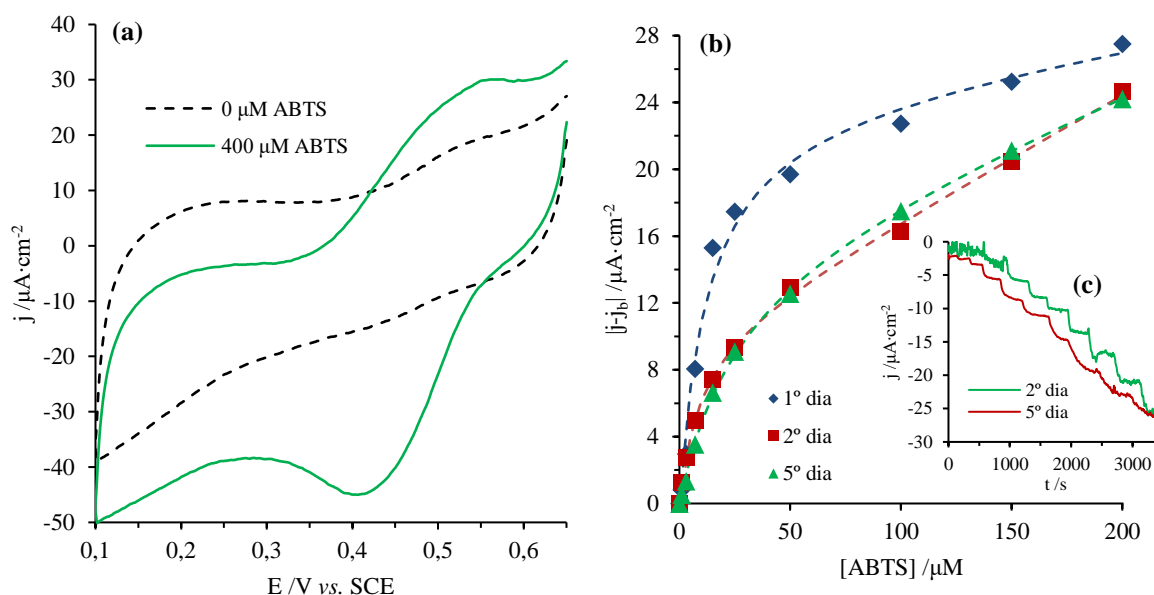 (a)
40
30
20
10
0
-10
-20
-30
-40
-50
j /μA·cm-2
0 μM ABTS
400 μM ABTS
0,1
0,2
0,3
0,4
0,5
0,6
E /V vs. SCE
(b)
28
24
20
16
12
8
4
0
|j-jb| /μA·cm-2
1º dia
2º dia
5º dia
0
50
100
150
200
[ABTS] /μM
(c)
0
-5
-10
-15
-20
-25
-30
j /μA·cm-2
2º dia
5º dia
0
1000
2000
3000
t /s